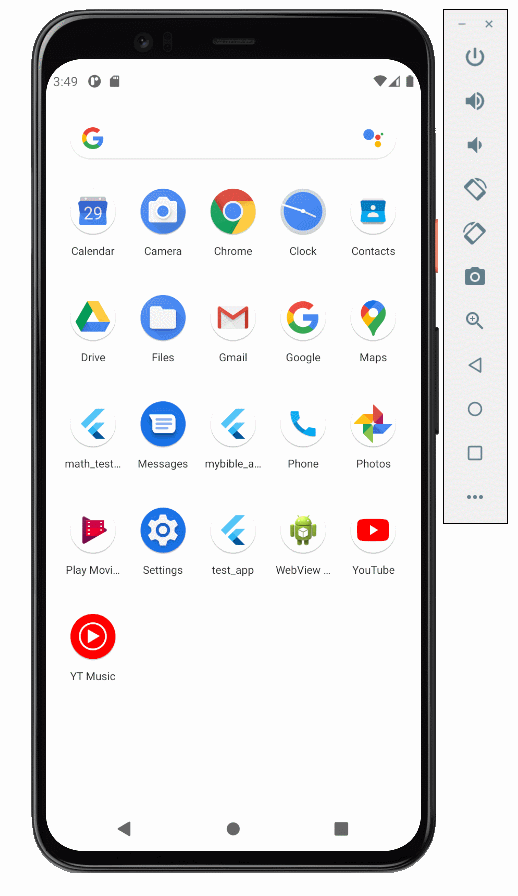 3:49
29
Calendar Camera Chrome Clock Contacts
Drive Files Gmail Google Maps
math_test... Messages mybible_a... Phone Photos
Play Movi... Settings test_app WebView ... YouTube
YT Music